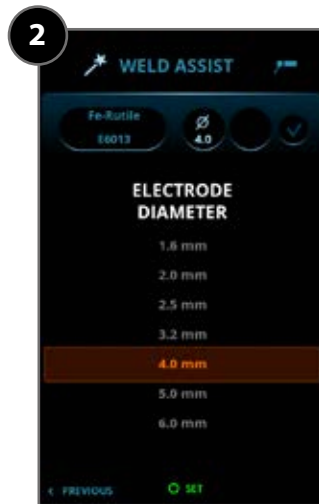 2
WELD ASSIST
Fe-Rutile
E6013
Ø
4.0
ELECTRODE
DIAMETER
1.6 mm
2.0 mm
2.5 mm
3.2 mm
4.0 mm
5.0 mm
6.0 mm
< PREVIOUS
SET